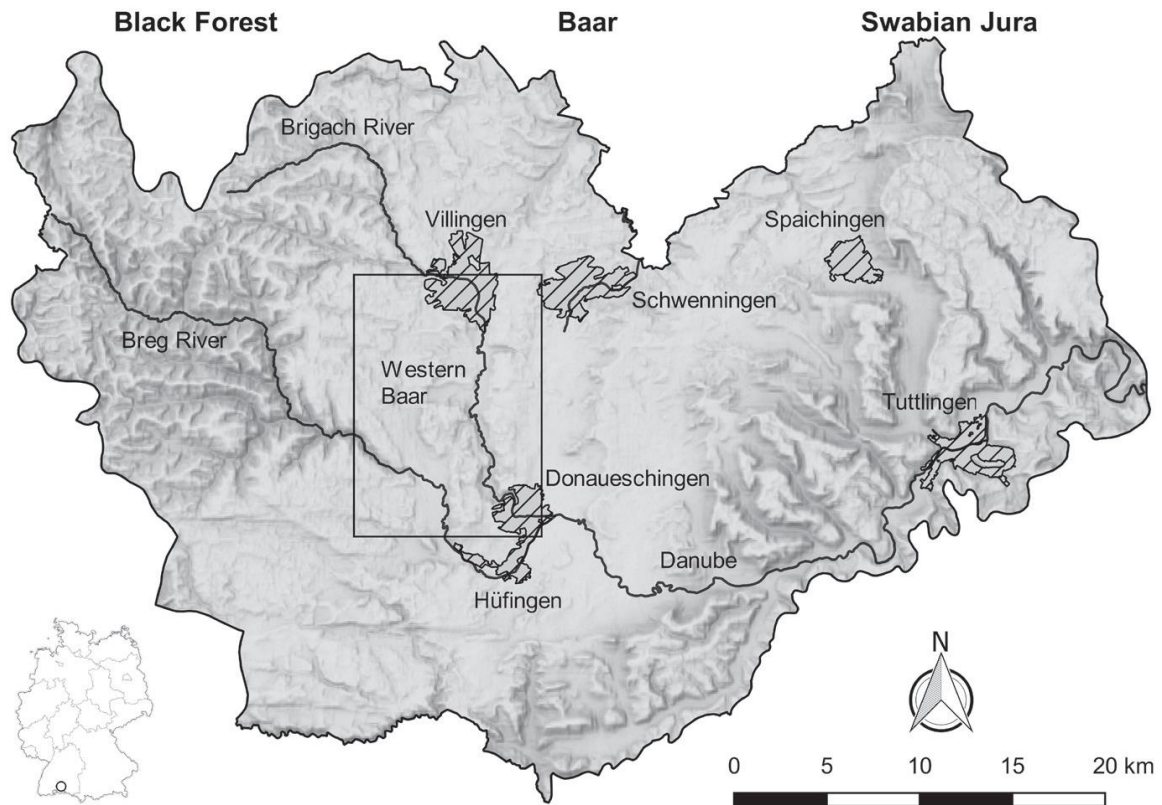 Black Forest Baar Swabian Jura
Brigach River
Villingen
Spaichingen
Schwenningen
Breg River
Western
Baar
Tuttlingen
Donaueschingen
Danube
Hüfingen
N
0 5 10 15 20 km